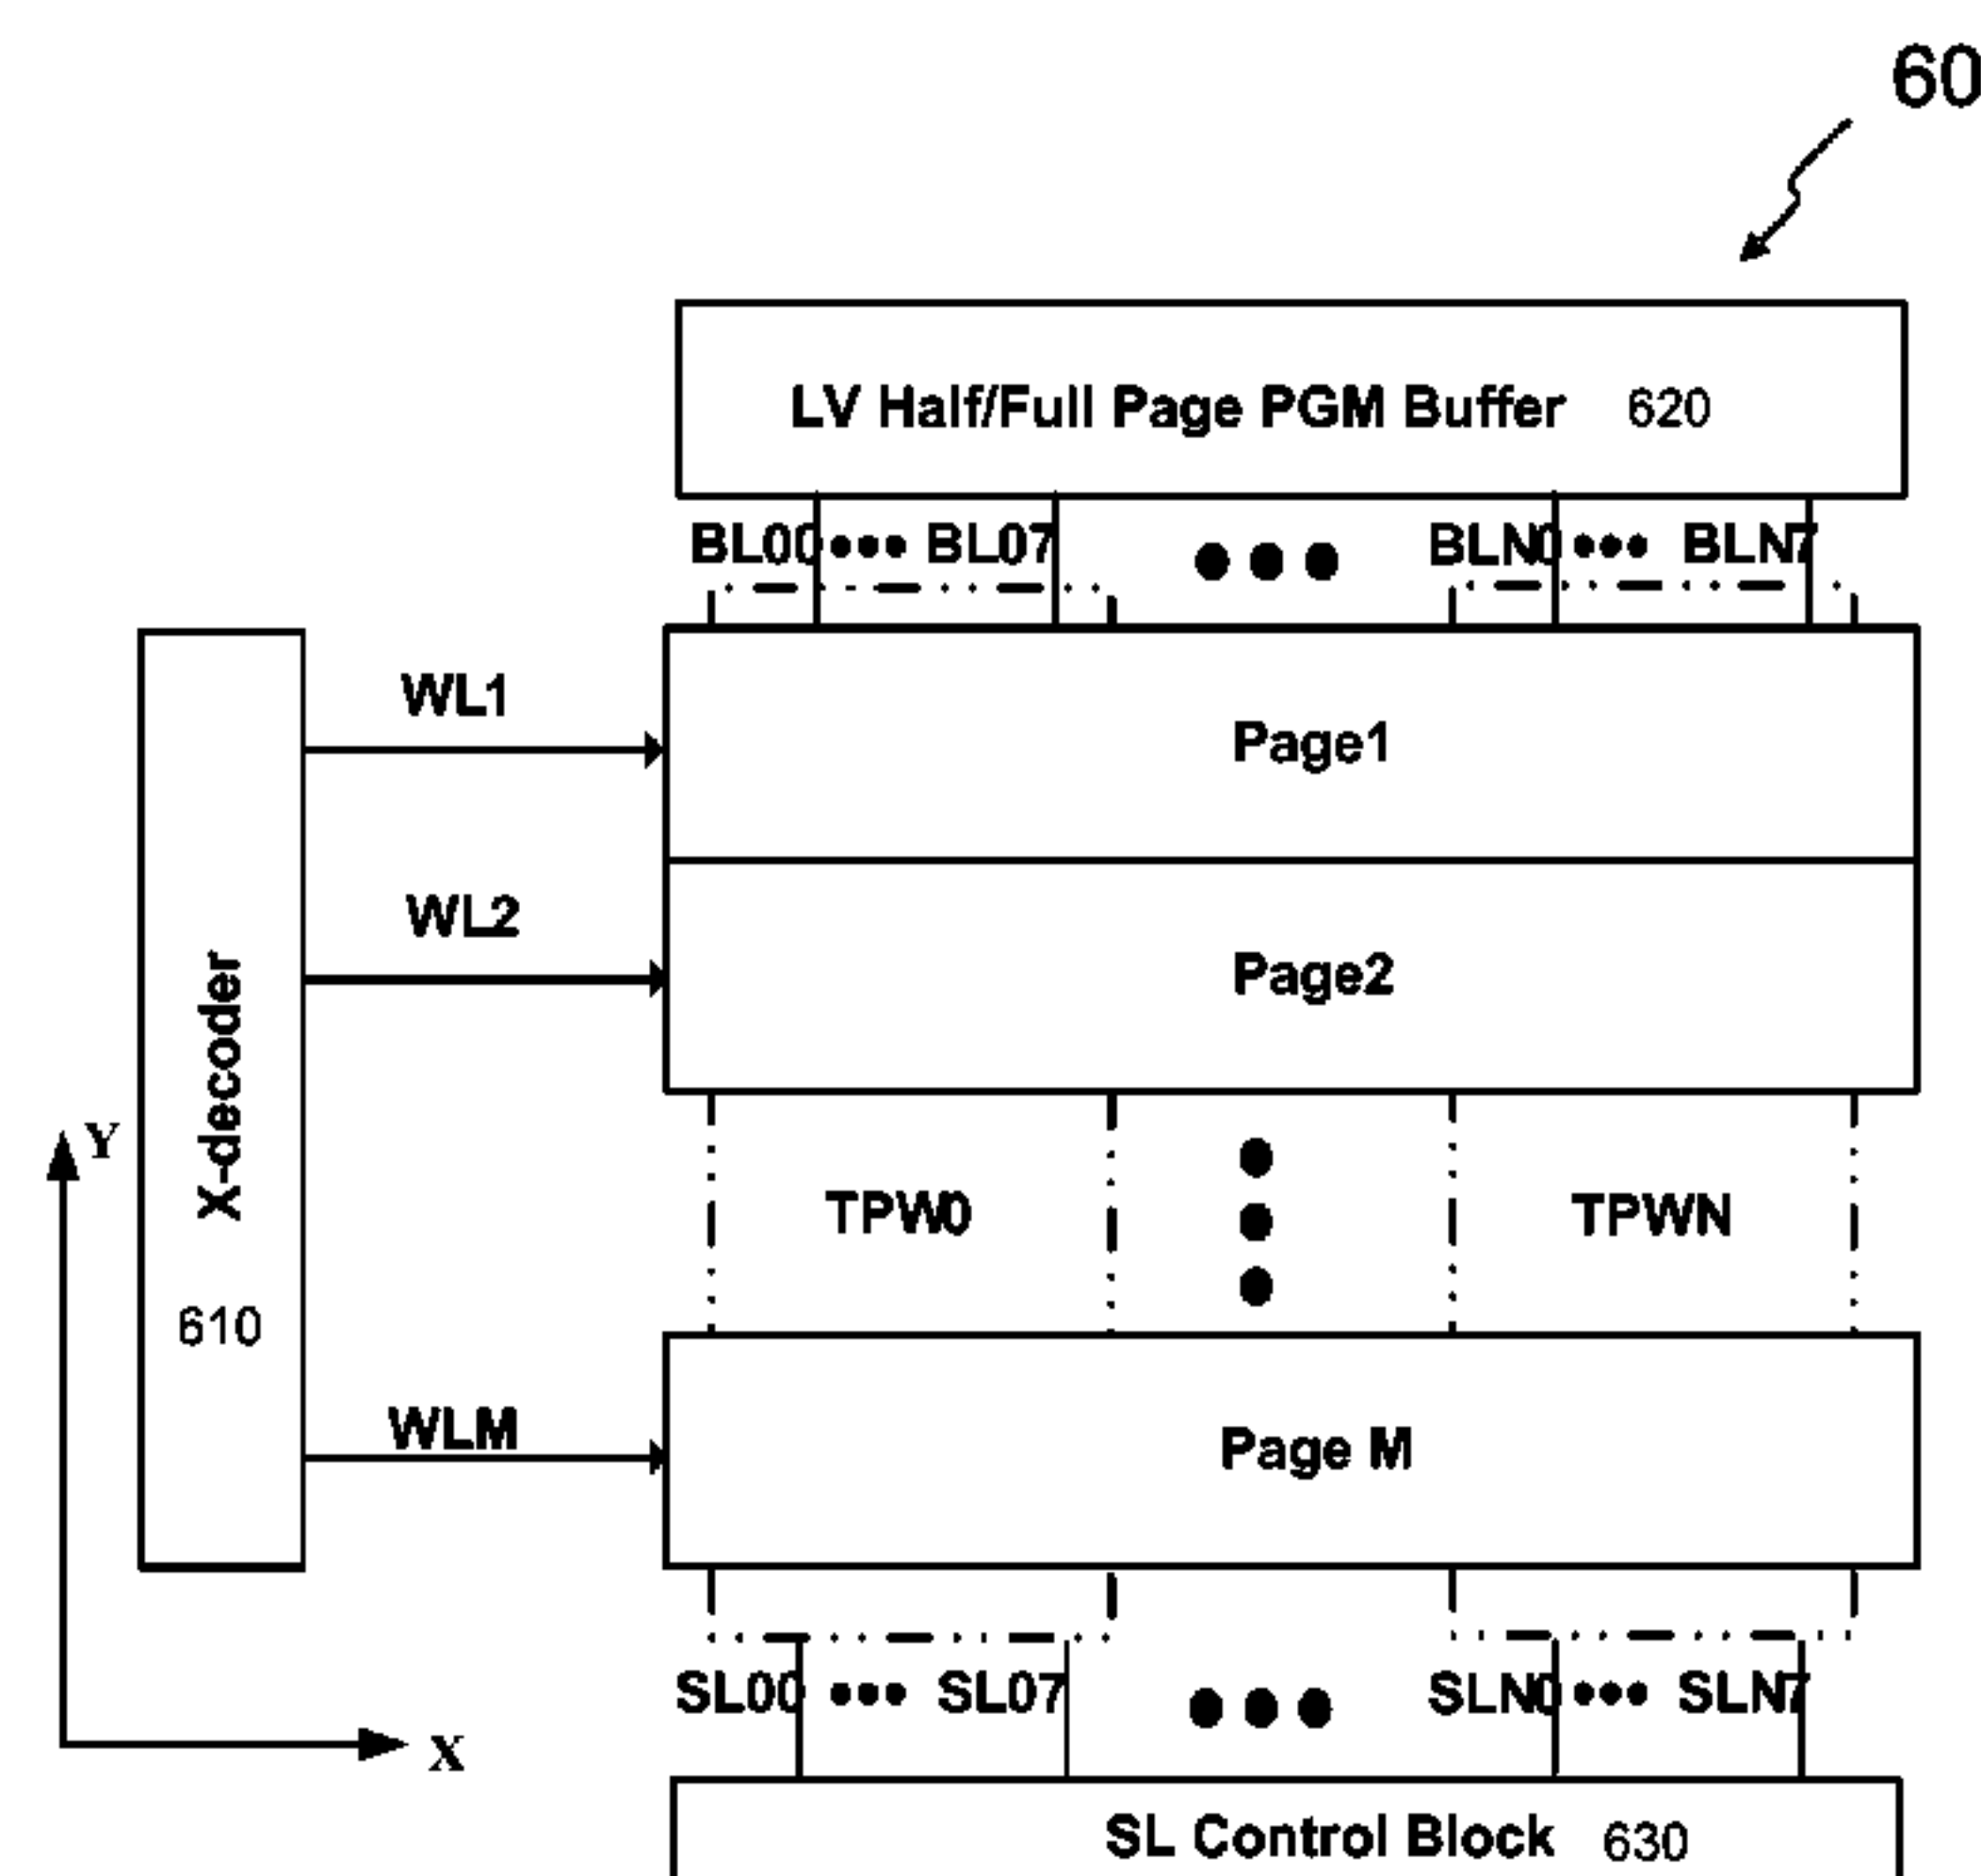 60
LV Half/Full Page PGM Buffer 620
BL00 ••• BL07 ••• BLN0 ••• BLN7
WL1
Page1
WL2
Page2
X-decoder
610
Y
TPW0
TPWN
WLM
Page M
SL00 ••• SL07 ••• SLN0 ••• SLN7
X
SL Control Block 630